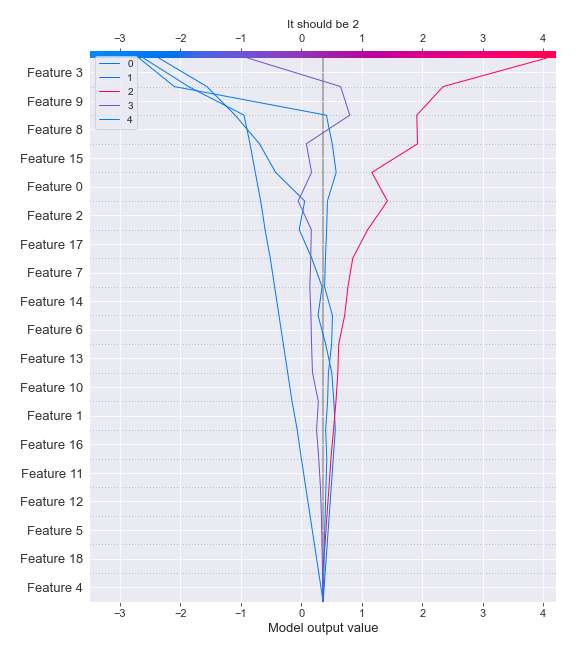 It should be 2
−3 −2 −1 0 1 2 3 4
0
1
2
3
4
Feature 3
Feature 9
Feature 8
Feature 15
Feature 0
Feature 2
Feature 17
Feature 7
Feature 14
Feature 6
Feature 13
Feature 10
Feature 1
Feature 16
Feature 11
Feature 12
Feature 5
Feature 18
Feature 4
−3 −2 −1 0 1 2 3 4
Model output value